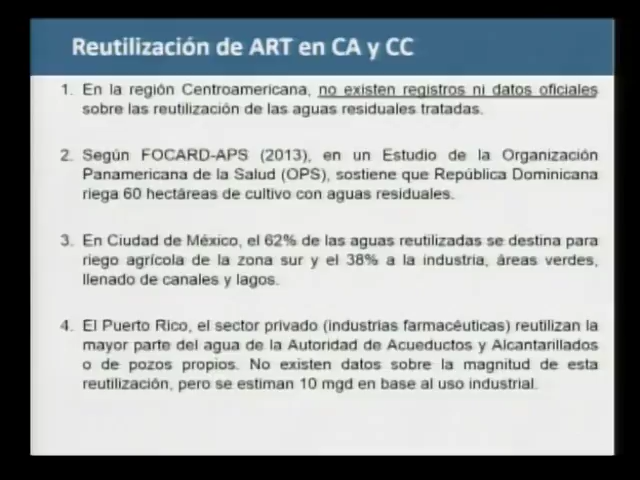 Reutilización de ART en CA y CC
1. En la región Centroamericana, no existen registros ni datos oficiales
sobre las reutilización de las aguas residuales tratadas.
2. Según FOCARD-APS (2013), en un Estudio de la Organización
Panamericana de la Salud (OPS), sostiene que República Dominicana
riega 60 hectáreas de cultivo con aguas residuales.
3. En Ciudad de México, el 62% de las aguas reutilizadas se destina para
riego agrícola de la zona sur y el 38% a la industria, áreas verdes,
llenado de canales y lagos.
4. El Puerto Rico, el sector privado (industrias farmacéuticas) reutilizan la
mayor parte del agua de la Autoridad de Acueductos y Alcantarillados
o de pozos propios. No existen datos sobre la magnitud de esta
reutilización, pero se estiman 10 mgd en base al uso industrial.